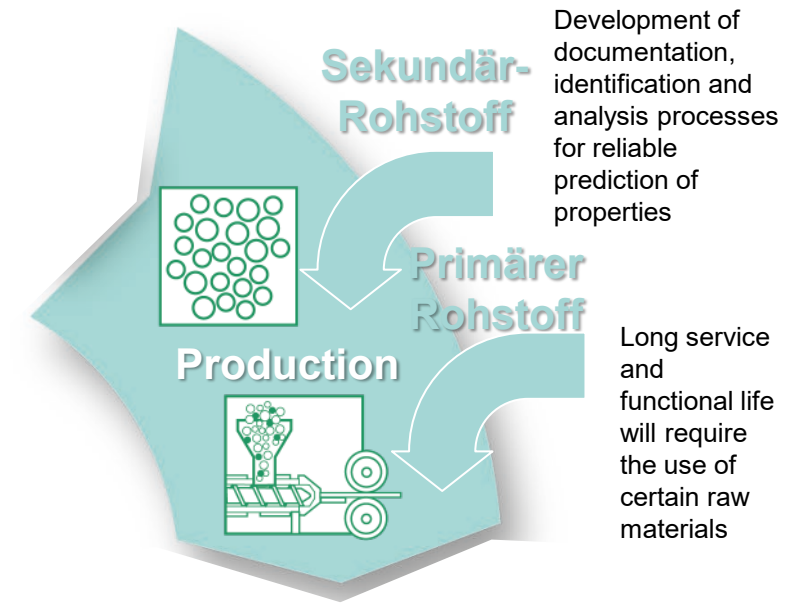 Sekundär-
Rohstoff
Development of
documentation,
identification and
analysis processes
for reliable
prediction of
properties
Primärer
Rohstoff
Production
Long service
and
functional life
will require
the use of
certain raw
materials